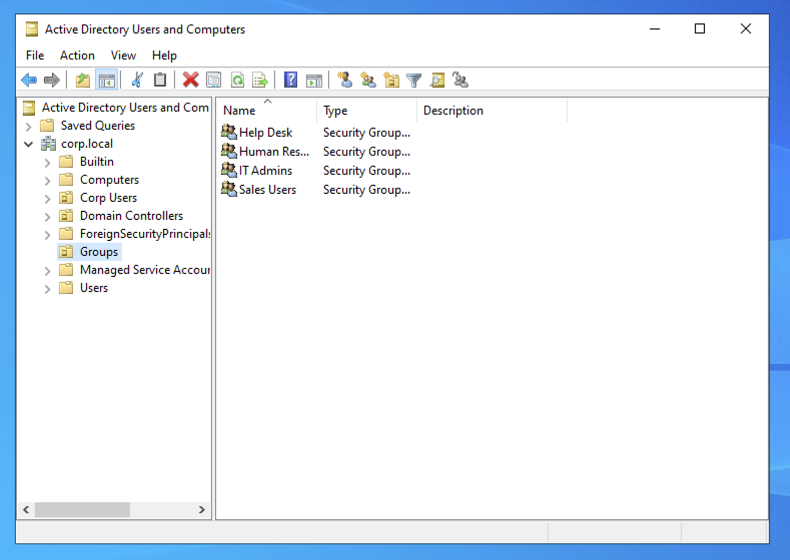 Active Directory Users and Computers
File Action View Help
Active Directory Users and Com
Saved Queries
corp.local
Builtin
Computers
Corp Users
Domain Controllers
ForeignSecurityPrincipals
Groups
Managed Service Accoun
Users
Name Type Description
Help Desk Security Group...
Human Res... Security Group...
IT Admins Security Group...
Sales Users Security Group...